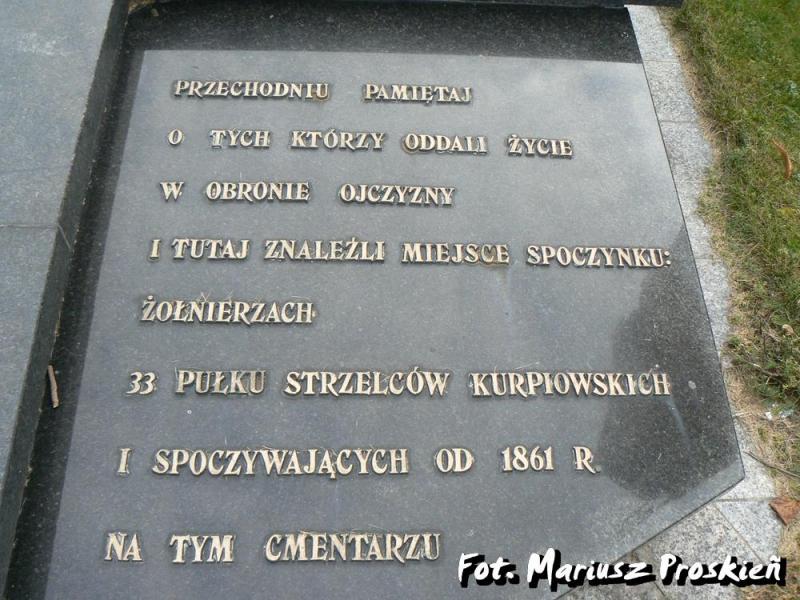 PRZECHODNIU PAMIĘTAJ
O TYCH KTÓRZY ODDALI ŻYCIE
W OBRONIE OJCZYZNY
I TUTAJ ZNALEŹLI MIEJSCE SPOCZYNKU:
ŻOŁNIERZACH
33 PUŁKU STRZELCÓW KURPIOWSKICH
I SPOCZYWAJĄCYCH OD 1861 R.
NA TYM CMENTARZU
Fot. Mariusz Proskień